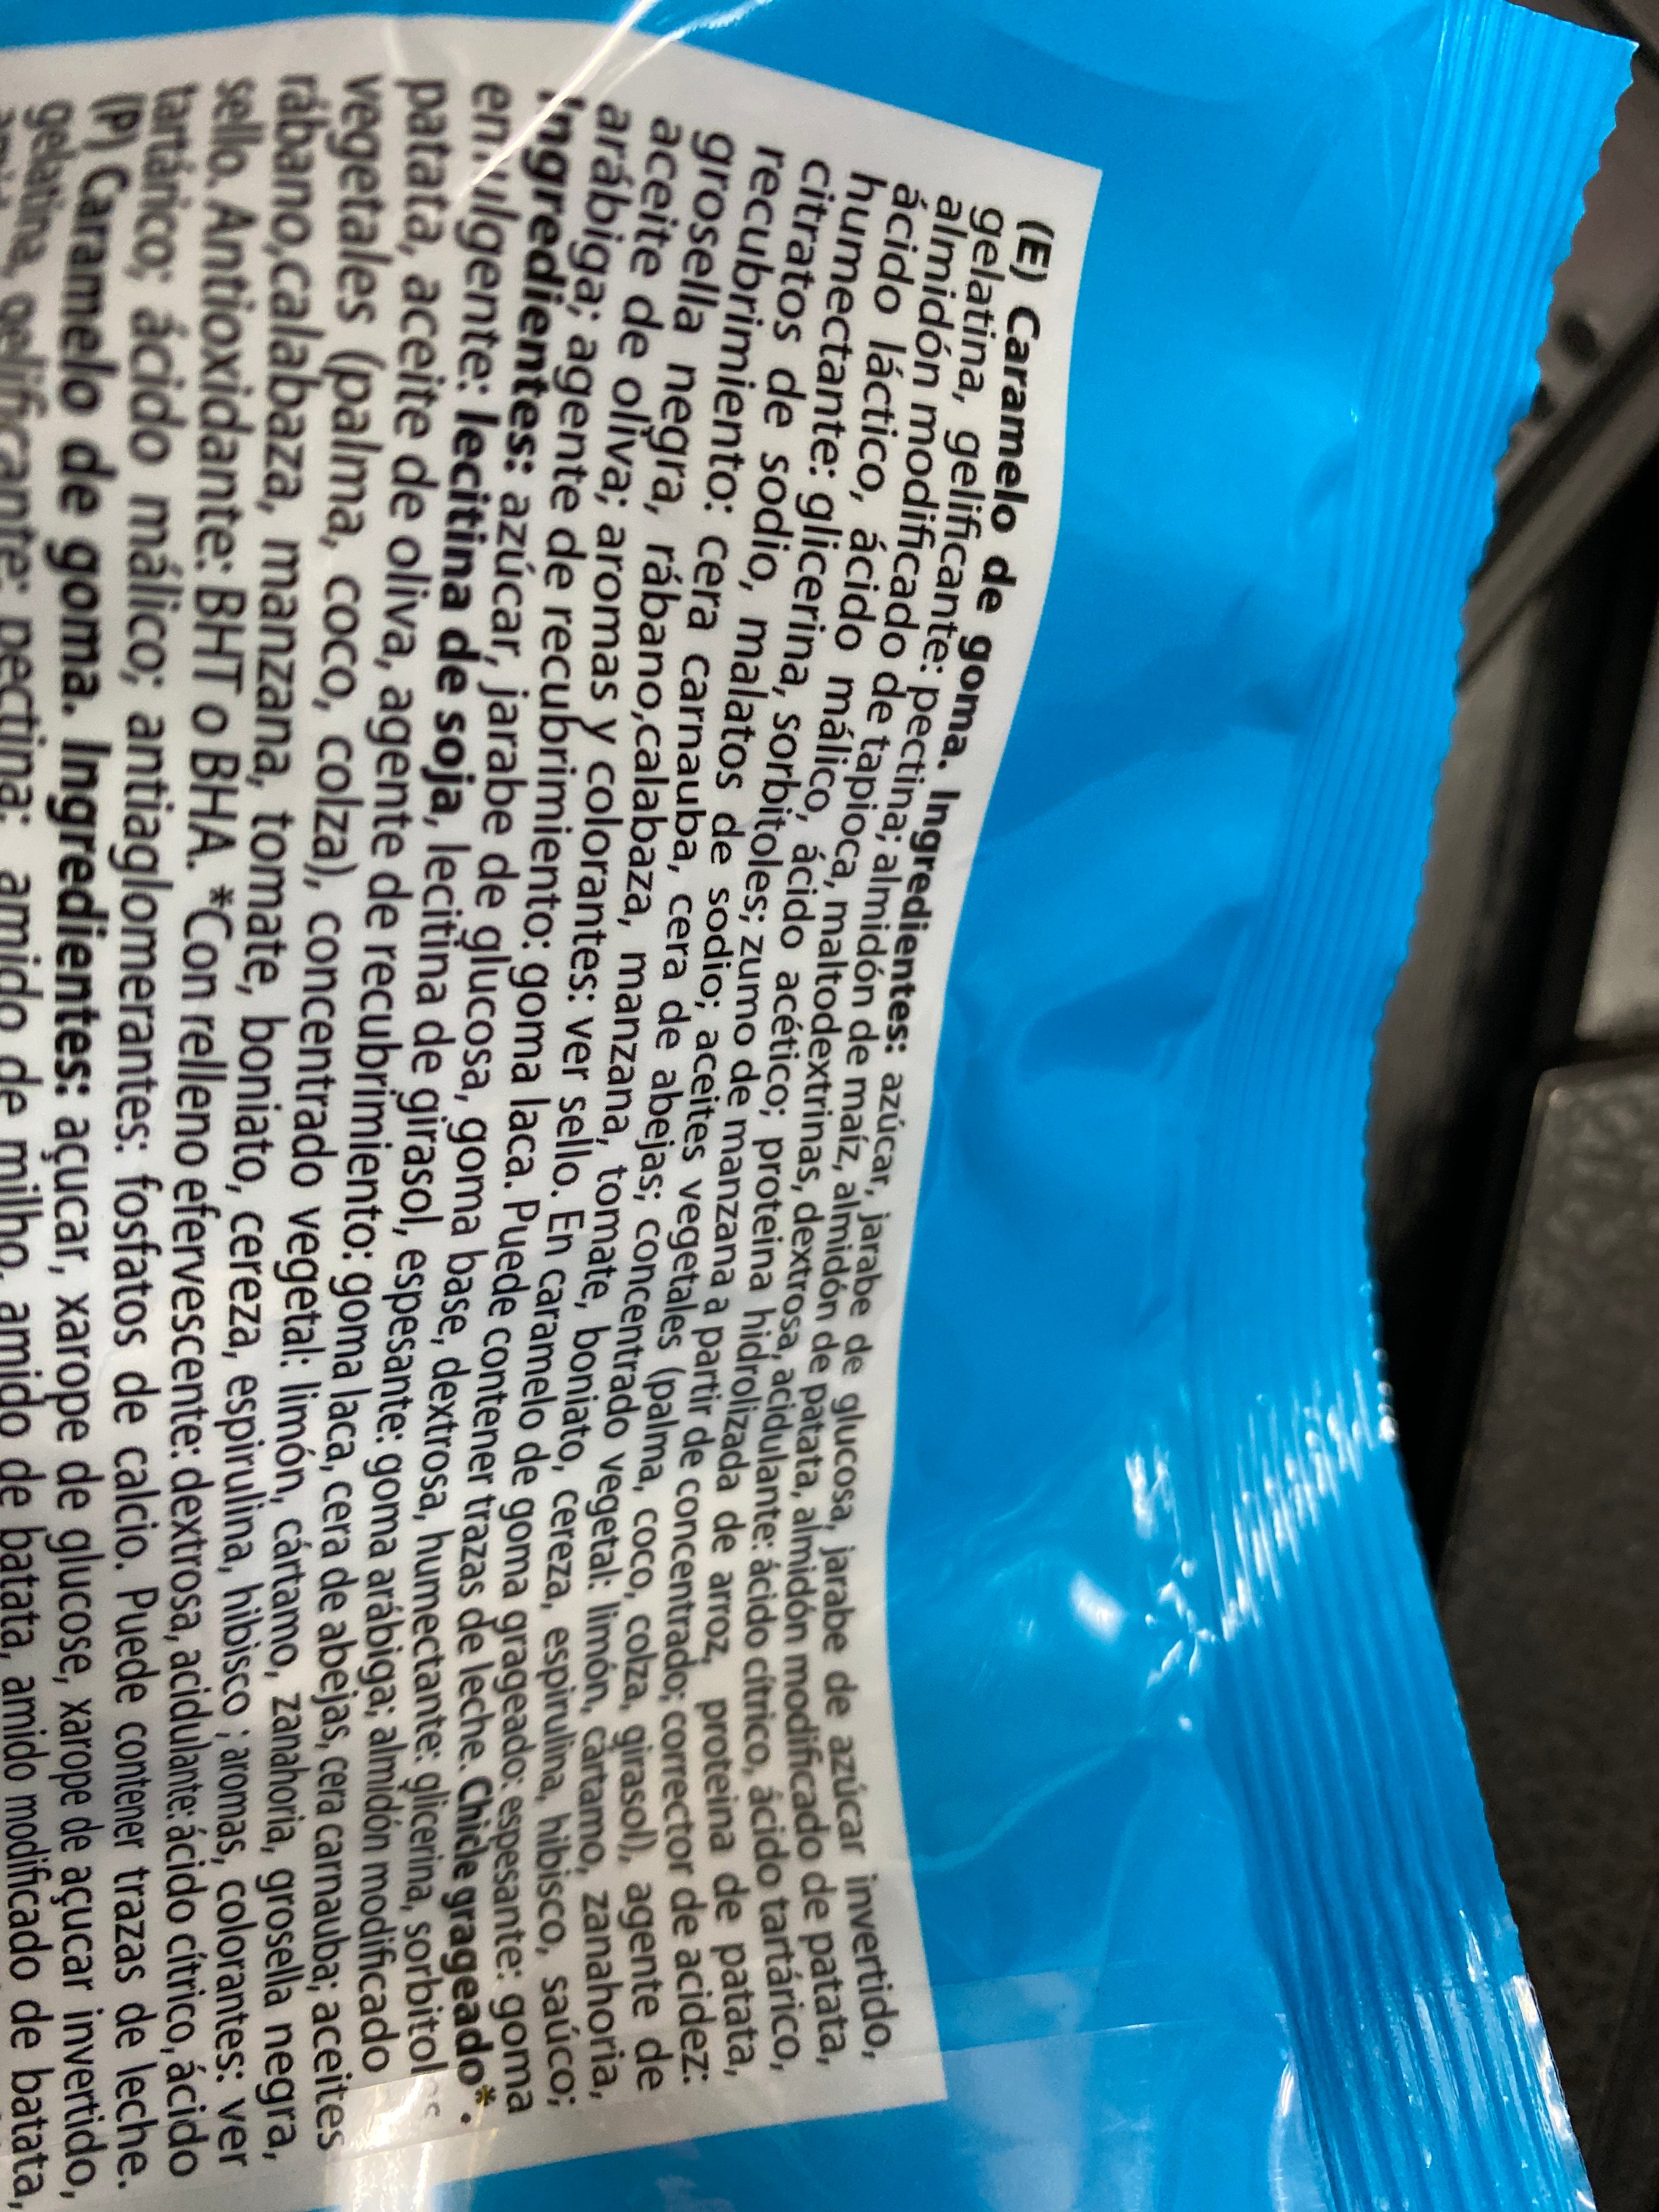 (E) Caramelo de goma. Ingredientes: azúcar, jarabe de glucosa, jarabe de azúcar invertido,
gelatina, gelificante: pectina; almidón de maíz, almidón de patata, almidón modificado de patata,
almidón modificado de tapioca, maltodextrinas, dextrosa, acidulante: ácido cítrico, ácido tartárico,
ácido láctico, ácido málico, ácido acético; proteina hidrolizada de arroz, proteina de patata,
humectante: glicerina, sorbitoles; zumo de manzana a partir de concentrado; corrector de acidez:
citratos de sodio, malatos de sodio; aceites vegetales (palma, coco, colza, girasol), agente de
recubrimiento: cera carnauba, cera de abejas; concentrado vegetal: limón, cártamo, zanahoria,
grosella negra, rábano,calabaza, manzana, tomate, boniato, cereza, espirulina, hibisco, saúco;
aceite de oliva; aromas y colorantes: ver sello. En caramelo de goma grageado: espesante: goma
arábiga; agente de recubrimiento: goma laca. Puede contener trazas de leche. Chicle grageado*.
Ingredientes: azúcar, jarabe de glucosa, goma base, dextrosa, humectante: glicerina, sorbitoles
emulgente: lecitina de soja, lecitina de girasol, espesante: goma arábiga; almidón modificado
patata, aceite de oliva, agente de recubrimiento: goma laca, cera de abejas, cera carnauba; aceites
vegetales (palma, coco, colza), concentrado vegetal: limón, cártamo, zanahoria, grosella negra,
rábano,calabaza, manzana, tomate, boniato, cereza, espirulina, hibisco ; aromas, colorantes: ver
sello. Antioxidante: BHT o BHA. *Con relleno efervescente: dextrosa, acidulante: ácido cítrico, ácido
tartárico; ácido málico; antiaglomerantes: fosfatos de calcio. Puede contener trazas de leche.
(P) Caramelo de goma. Ingredientes: açucar, xarope de glucose, xarope de açucar invertido,
gelatina, gelificante: pectina; amido de milho, amido de batata, amido modificado de batata,